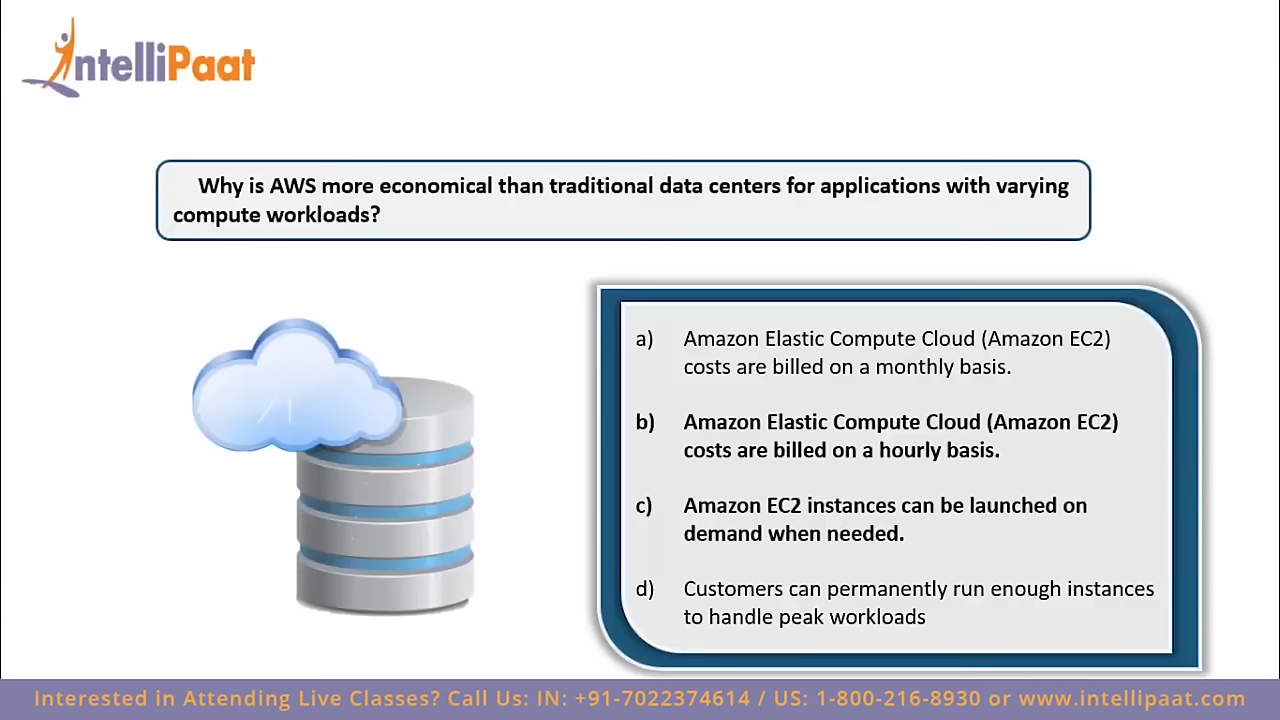 IntelliPaat
Why is AWS more economical than traditional data centers for applications with varying
compute workloads?
a) Amazon Elastic Compute Cloud (Amazon EC2)
costs are billed on a monthly basis.
b) Amazon Elastic Compute Cloud (Amazon EC2)
costs are billed on a hourly basis.
c) Amazon EC2 instances can be launched on
demand when needed.
d) Customers can permanently run enough instances
to handle peak workloads
Interested in Attending Live Classes? Call Us: IN: +91-7022374614 / US: 1-800-216-8930 or www.intellipaat.com